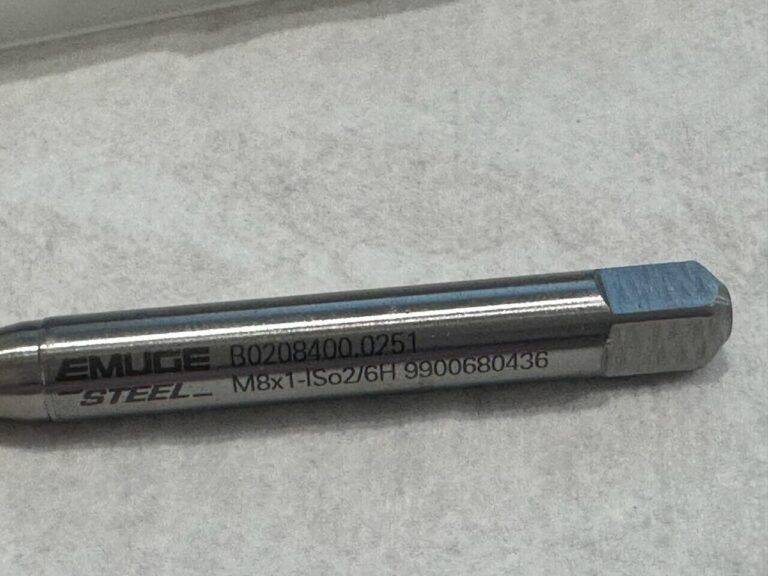 EMUGE B0208400.0251
STEEL M8x1-ISo2/6H 9900680436